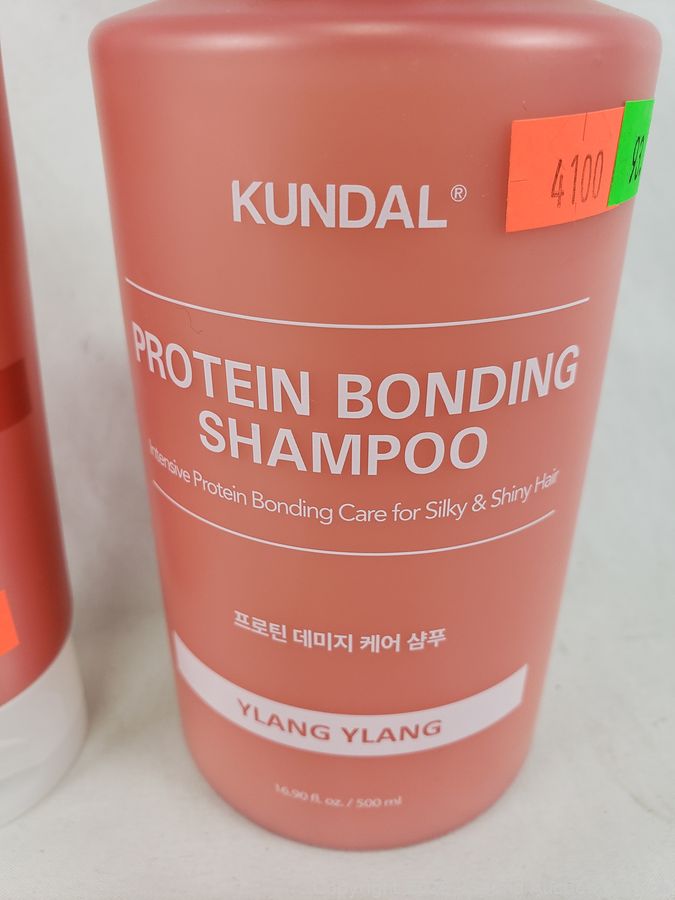 KUNDAL®
4100
PROTEIN BONDING
SHAMPOO
Intensive Protein Bonding Care for Silky & Shiny Hair
프로틴 데미지 케어 샴푸
YLANG YLANG
16.90 fl. oz. / 500 ml